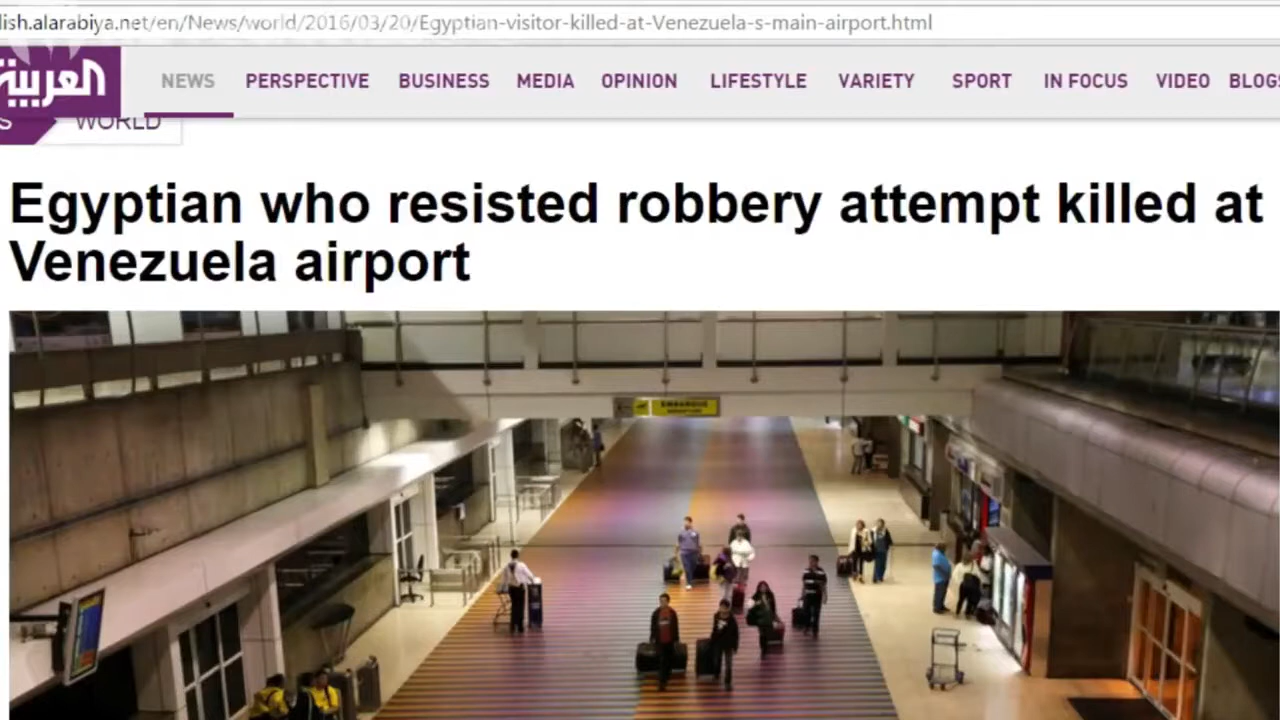 lish.alarabiya.net/en/News/world/2016/03/20/Egyptian-visitor-killed-at-Venezuela-s-main-airport.html
العربية
NEWS PERSPECTIVE BUSINESS MEDIA OPINION LIFESTYLE VARIETY SPORT IN FOCUS VIDEO BLOGS
S WORLD
Egyptian who resisted robbery attempt killed at
Venezuela airport